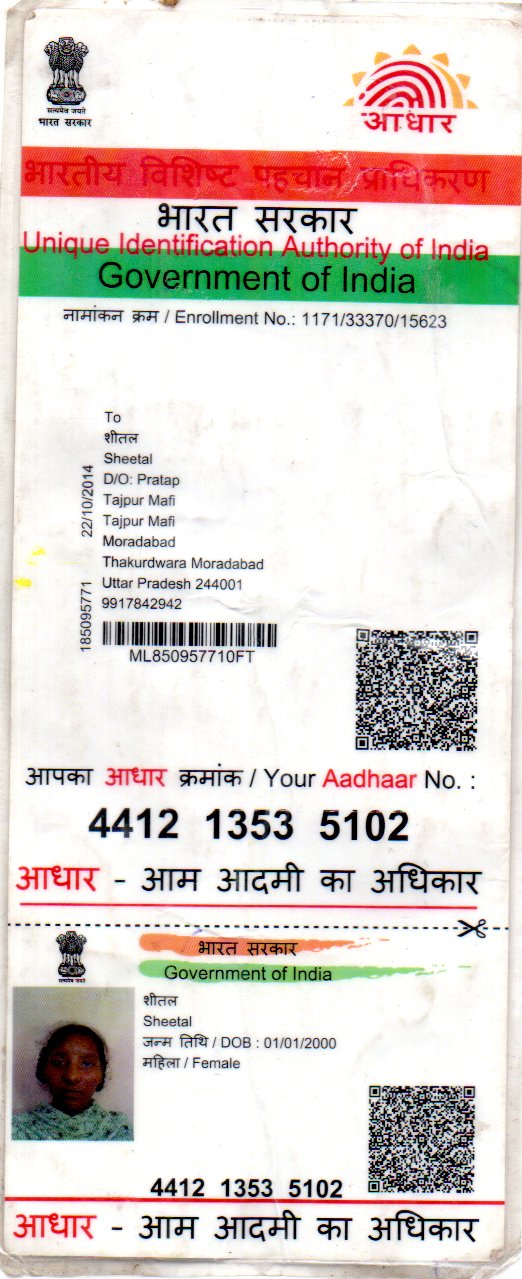 सत्यमेव जयते
भारत सरकार
आधार
भारतीय विशिष्ट पहचान प्राधिकरण
भारत सरकार
Unique Identification Authority of India
Government of India
नामांकन क्रम / Enrollment No.: 1171/33370/15623
To
शीतल
Sheetal
D/O: Pratap
Tajpur Mafi
Tajpur Mafi
Moradabad
Thakurdwara Moradabad
Uttar Pradesh 244001
9917842942
185095771 22/10/2014
ML850957710FT
आपका आधार क्रमांक / Your Aadhaar No. :
4412 1353 5102
आधार - आम आदमी का अधिकार
सत्यमेव जयते
भारत सरकार
Government of India
शीतल
Sheetal
जन्म तिथि / DOB : 01/01/2000
महिला / Female
4412 1353 5102
आधार - आम आदमी का अधिकार